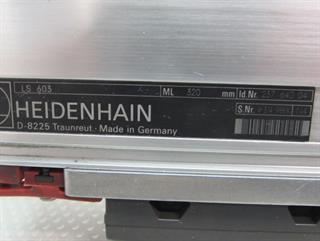 LS 603 ML 320 mm Id.Nr.
HEIDENHAIN S.Nr.
D-8225 Traunreut · Made in Germany